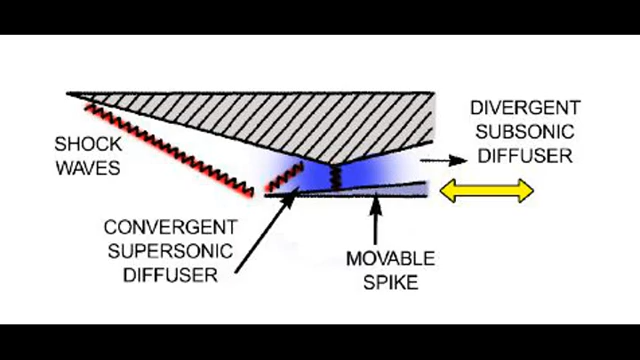 SHOCK
WAVES
CONVERGENT
SUPERSONIC
DIFFUSER
MOVABLE
SPIKE
DIVERGENT
SUBSONIC
DIFFUSER